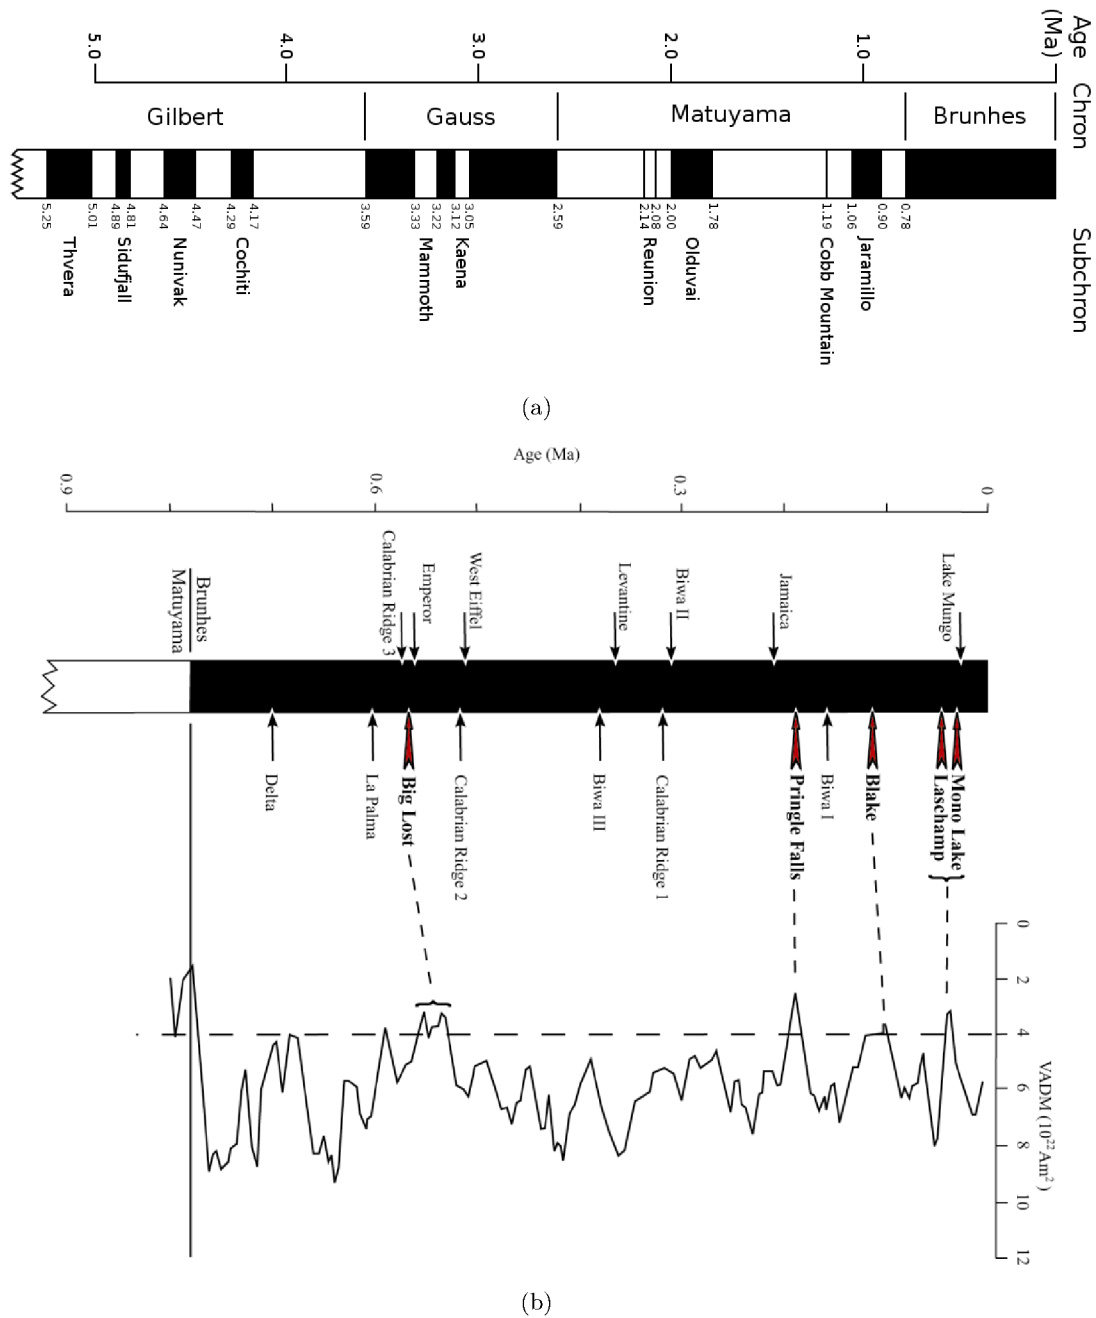 Age
(Ma)
Chron
Subchron
5.0
4.0
3.0
2.0
1.0
Gilbert
Gauss
Matuyama
Brunhes
5.25
5.01
4.89
4.81
4.64
4.47
4.29
4.17
3.59
3.33
3.22
3.12
3.05
2.59
2.14
2.08
2.00
1.78
1.19
1.06
0.90
0.78
Thvera
Sidufjall
Nunivak
Cochiti
Mammoth
Kaena
Reunion
Olduvai
Cobb Mountain
Jaramillo
(a)
Age (Ma)
0.9
0.6
0.3
0
Matuyama
Brunhes
Calabrian Ridge 3
Emperor
West Eiffel
Levantine
Biwa II
Jamaica
Lake Mungo
Delta
La Palma
Big Lost
Calabrian Ridge 2
Biwa III
Calabrian Ridge 1
Pringle Falls
Biwa I
Blake
Laschamp
Mono Lake
0
2
4
6
8
10
12
VADM (10²² Am²)
(b)